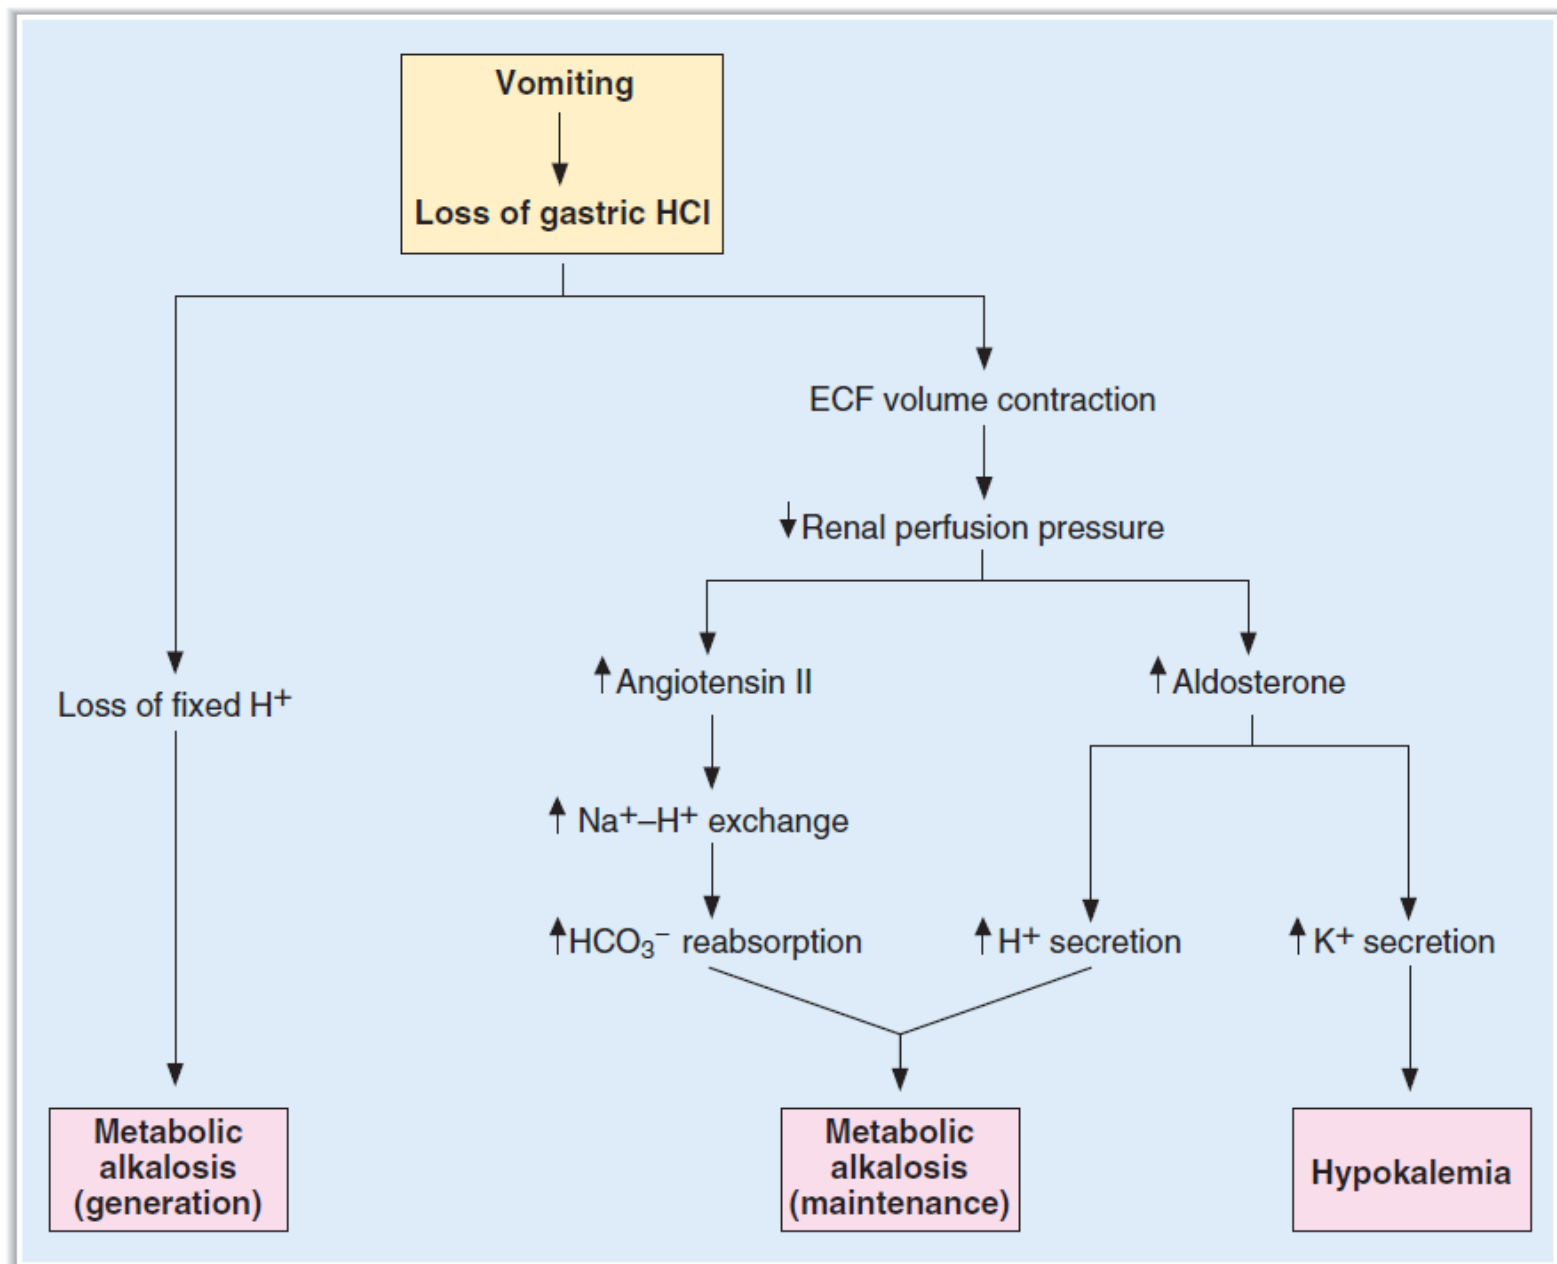 Vomiting
Loss of gastric HCl
ECF volume contraction
Renal perfusion pressure
Angiotensin II
Aldosterone
Loss of fixed H⁺
Na⁺–H⁺ exchange
HCO₃⁻ reabsorption
H⁺ secretion
K⁺ secretion
Metabolic
alkalosis
(generation)
Metabolic
alkalosis
(maintenance)
Hypokalemia